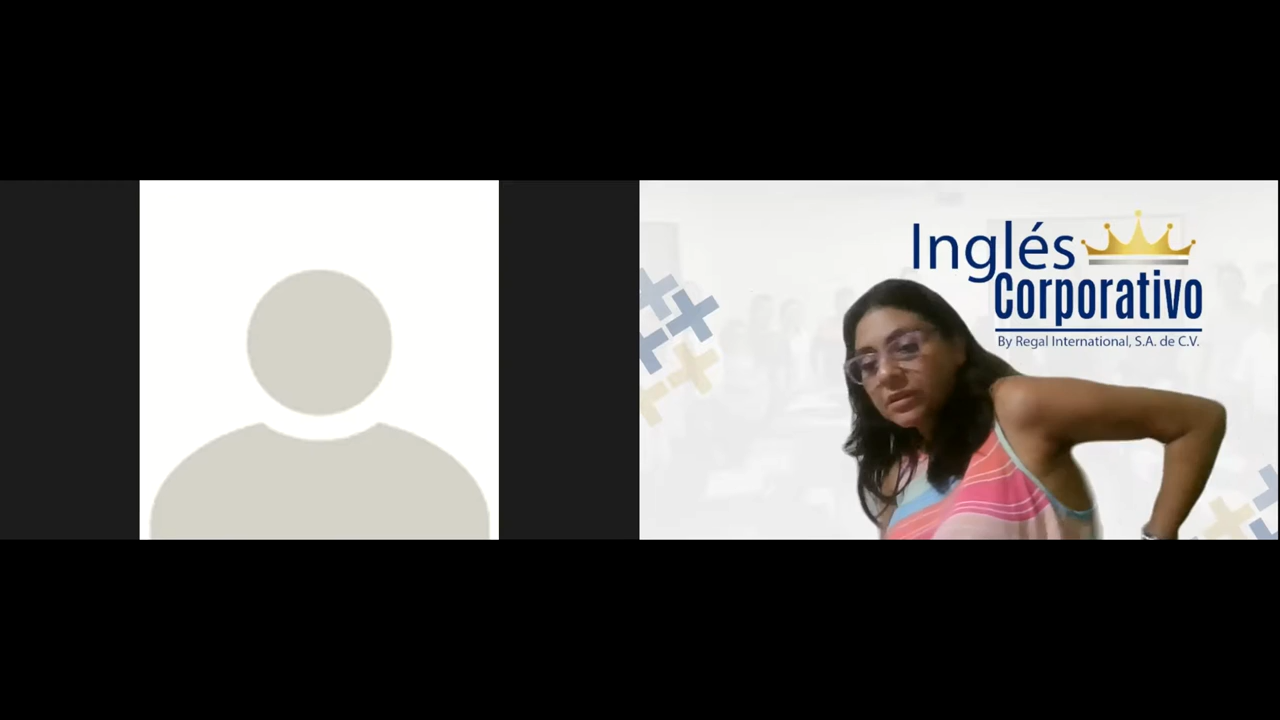 Inglés
Corporativo
By Regal International, S.A. de C.V.